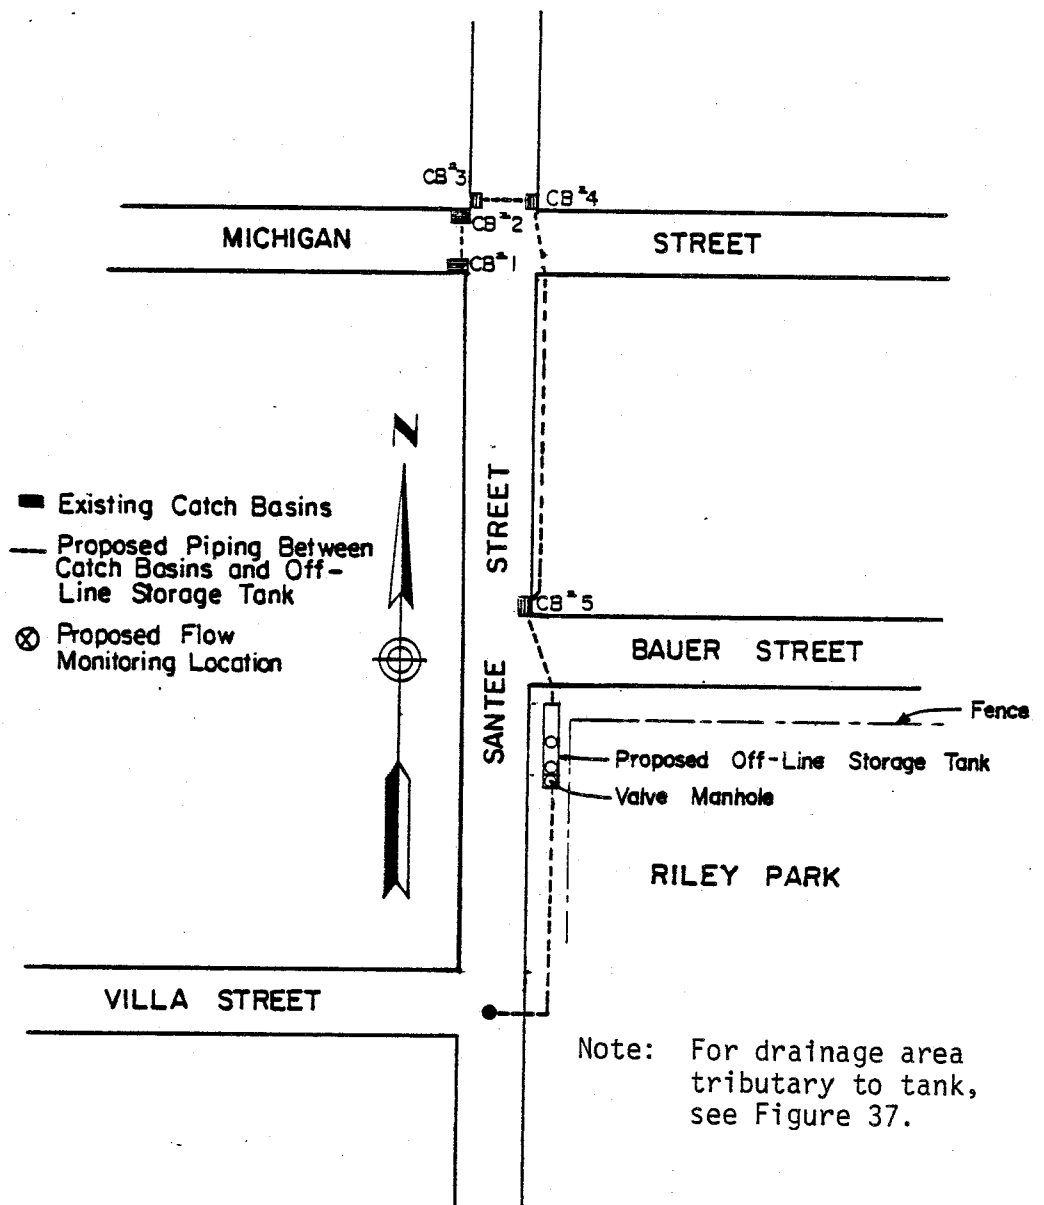 CB#3
CB#4
CB#2
MICHIGAN STREET
CB#1
N
SANTEE STREET
Existing Catch Basins
Proposed Piping Between
Catch Basins and Off-
Line Storage Tank
Proposed Flow
Monitoring Location
CB#5
BAUER STREET
Fence
Proposed Off-Line Storage Tank
Valve Manhole
RILEY PARK
VILLA STREET
Note: For drainage area
tributary to tank,
see Figure 37.